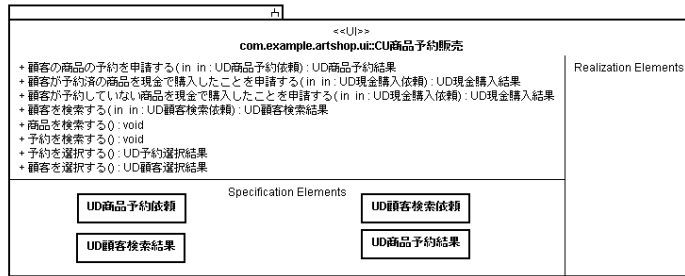 <<UI>>
com.example.artshop.ui::CU商品予約販売
+ 顧客の商品の予約を申請する( in in : UD商品予約依頼) : UD商品予約結果
+ 顧客が予約済の商品を現金で購入したことを申請する( in in : UD現金購入依頼) : UD現金購入結果
+ 顧客が予約していない商品を現金で購入したことを申請する( in in : UD現金購入依頼) : UD現金購入結果
+ 顧客を検索する( in in : UD顧客検索依頼) : UD顧客検索結果
+ 商品を検索する() : void
+ 予約を検索する() : void
+ 予約を選択する() : UD予約選択結果
+ 顧客を選択する() : UD顧客選択結果
Realization Elements
Specification Elements
UD商品予約依頼
UD顧客検索依頼
UD顧客検索結果
UD商品予約結果